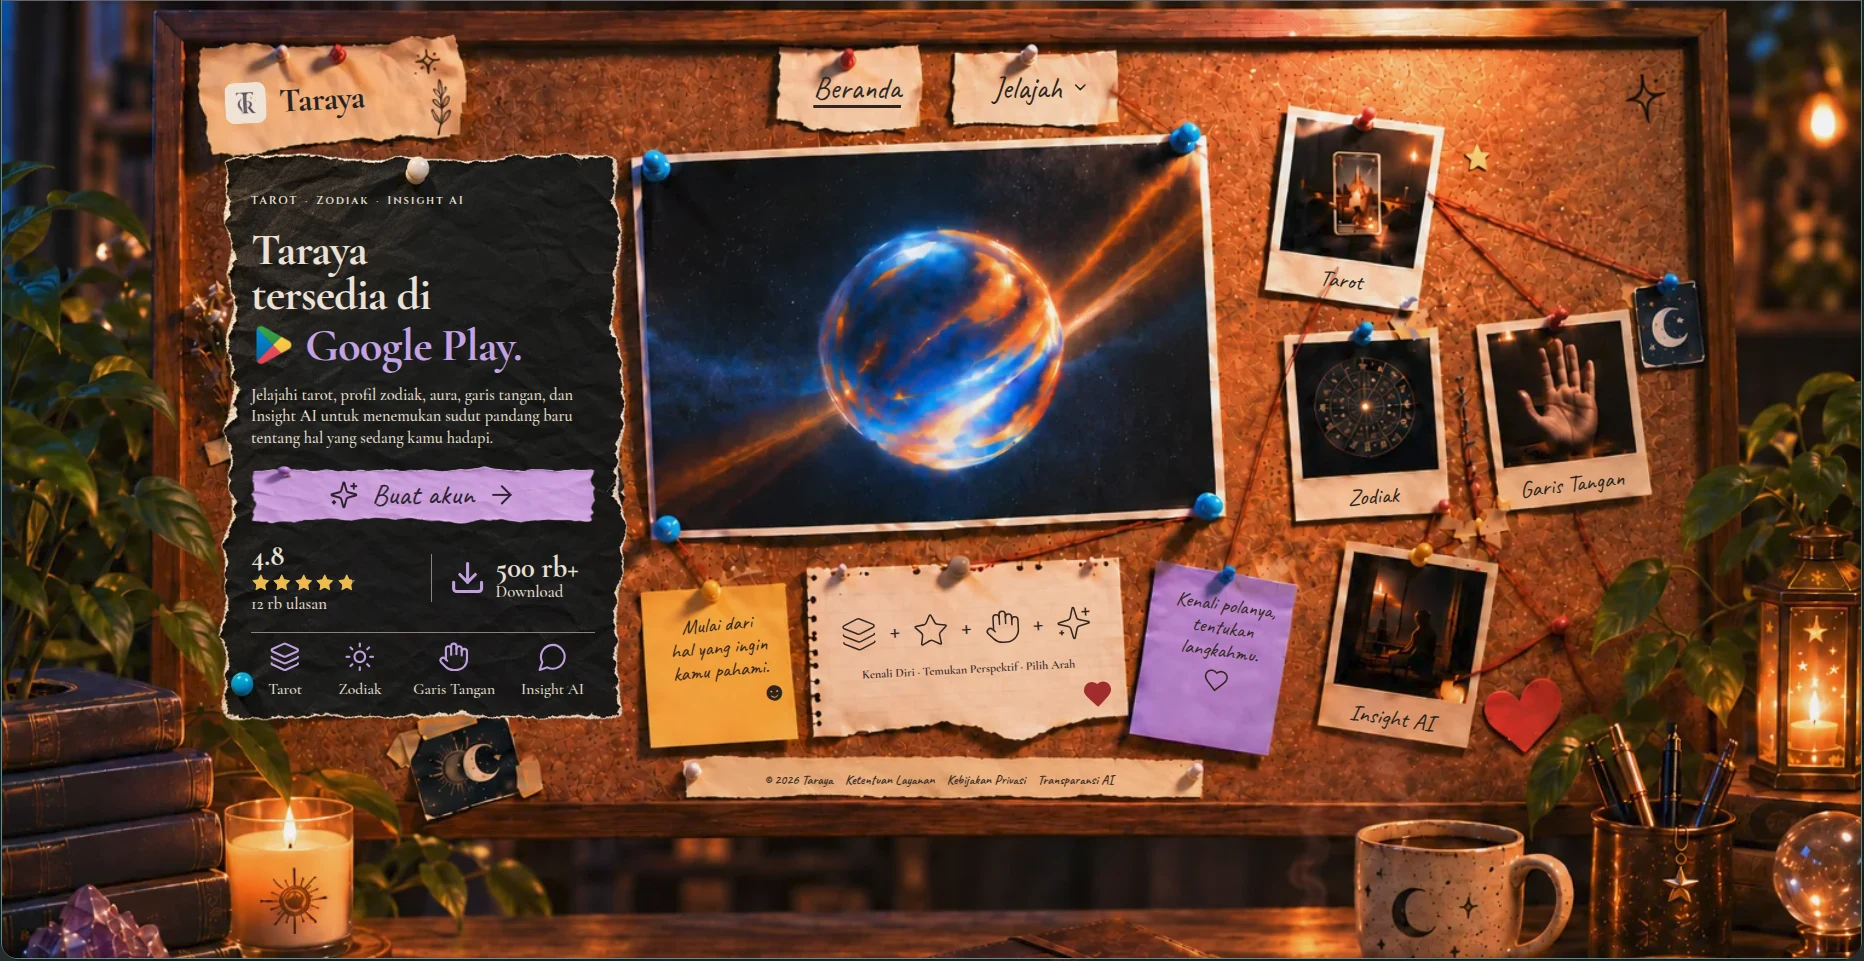 Taraya
Beranda
Jelajah
TAROT · ZODIAK · INSIGHT AI
Taraya
tersedia di
Google Play.
Jelajahi tarot, profil zodiak, aura, garis tangan, dan
Insight AI untuk menemukan sudut pandang baru
tentang hal yang sedang kamu hadapi.
Buat akun
4.8
12 rb ulasan
500 rb+
Download
Tarot
Zodiak
Garis Tangan
Insight AI
Tarot
Zodiak
Garis Tangan
Insight AI
Mulai dari
hal yang ingin
kamu pahami.
+ + +
Kenali Diri · Temukan Perspektif · Pilih Arah
Kenali polanya,
tentukan
langkahmu.
© 2026 Taraya Ketentuan Layanan Kebijakan Privasi Transparansi AI